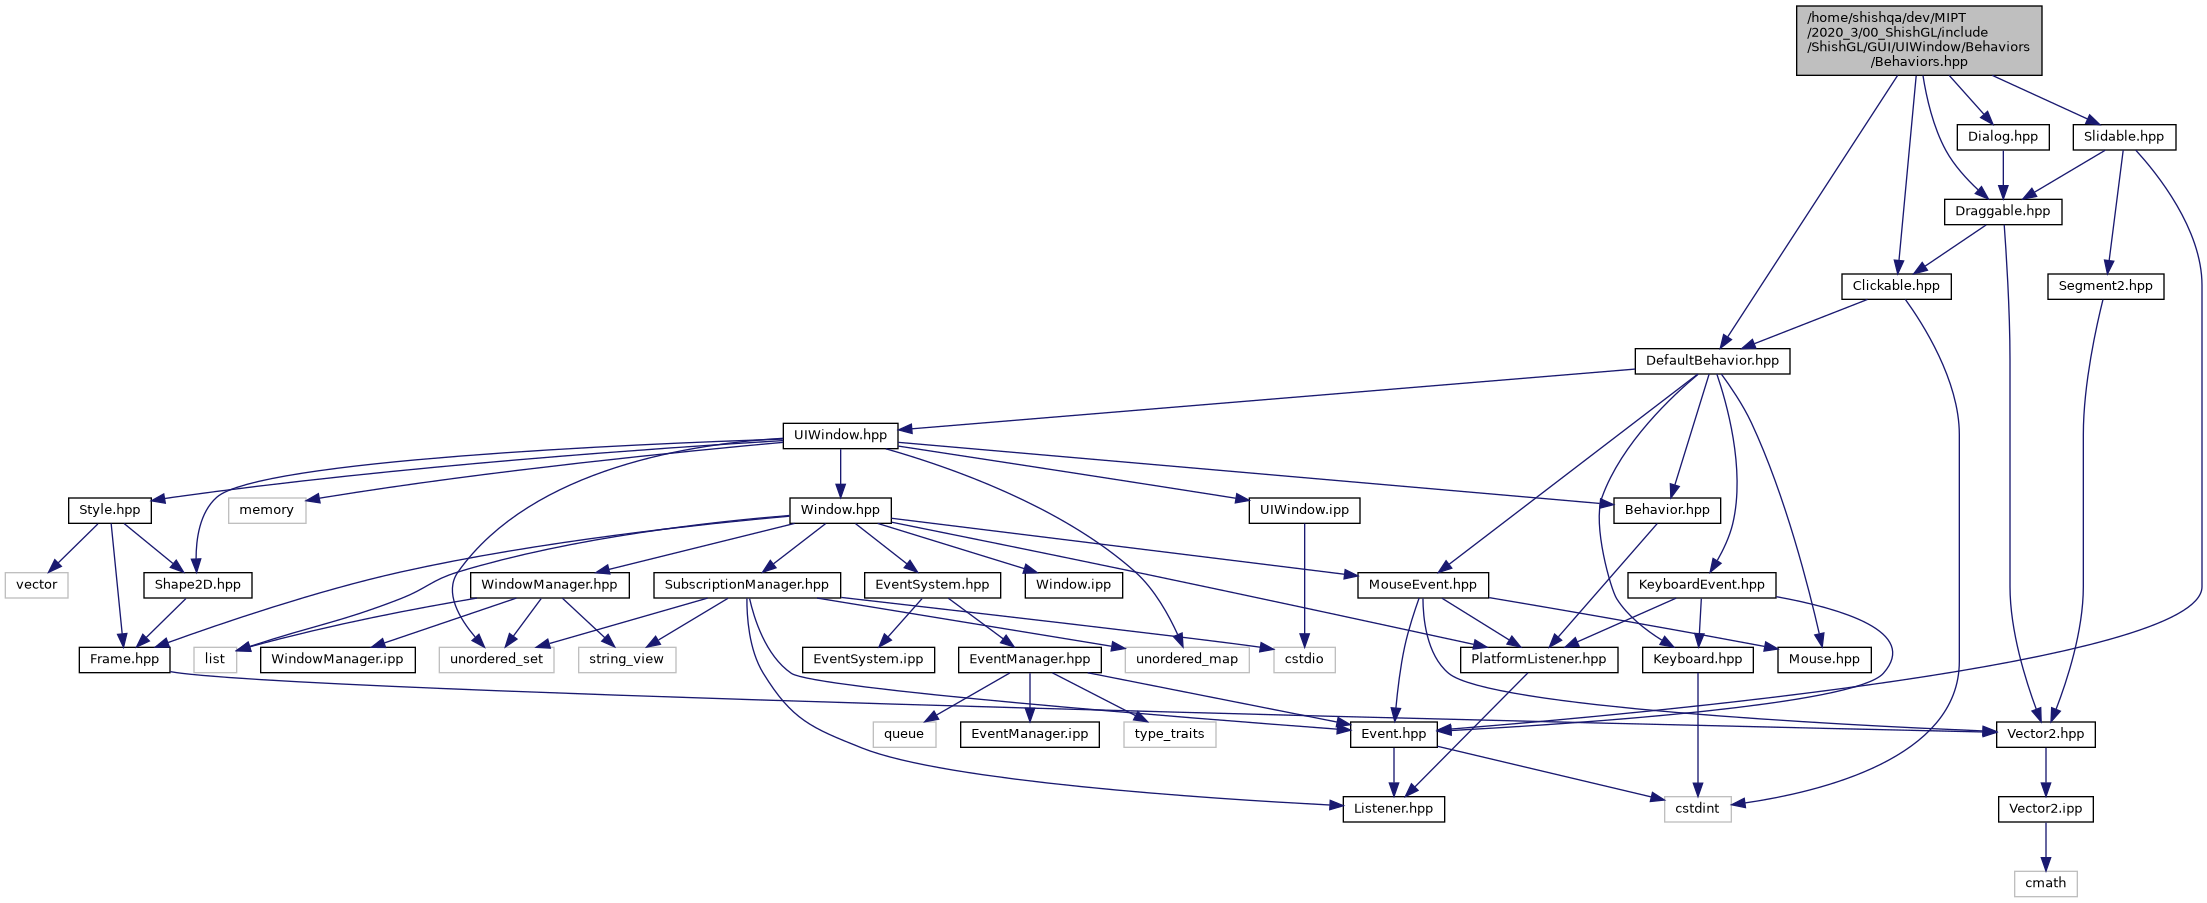 /home/shishqa/dev/MIPT
/2020_3/00_ShishGL/include
/ShishGL/GUI/UIWindow/Behaviors
/Behaviors.hpp
Dialog.hpp
Slidable.hpp
Draggable.hpp
Clickable.hpp
Segment2.hpp
DefaultBehavior.hpp
UIWindow.hpp
Style.hpp
memory
Window.hpp
UIWindow.ipp
Behavior.hpp
vector
Shape2D.hpp
WindowManager.hpp
SubscriptionManager.hpp
EventSystem.hpp
Window.ipp
MouseEvent.hpp
KeyboardEvent.hpp
Frame.hpp
list
WindowManager.ipp
unordered_set
string_view
EventSystem.ipp
EventManager.hpp
unordered_map
cstdio
PlatformListener.hpp
Keyboard.hpp
Mouse.hpp
queue
EventManager.ipp
type_traits
Event.hpp
Vector2.hpp
Listener.hpp
cstdint
Vector2.ipp
cmath